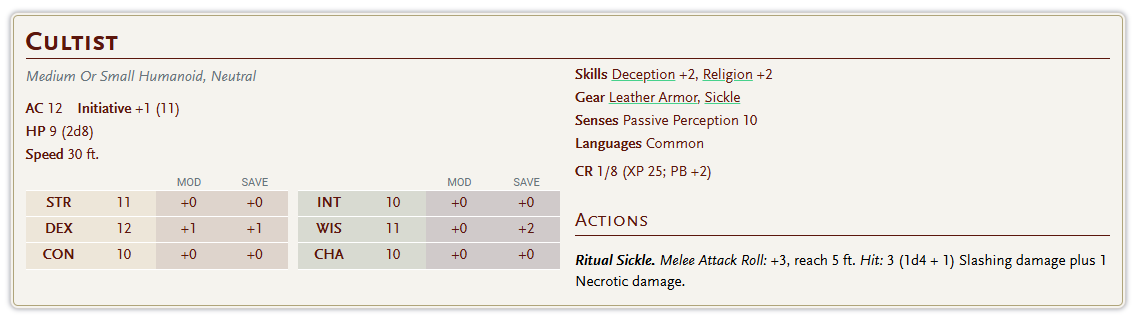 Cultist
Medium Or Small Humanoid, Neutral
AC 12 Initiative +1 (11)
HP 9 (2d8)
Speed 30 ft.
MOD SAVE MOD SAVE
STR 11 +0 +0 INT 10 +0 +0
DEX 12 +1 +1 WIS 11 +0 +2
CON 10 +0 +0 CHA 10 +0 +0
Skills Deception +2, Religion +2
Gear Leather Armor, Sickle
Senses Passive Perception 10
Languages Common
CR 1/8 (XP 25; PB +2)
Actions
Ritual Sickle. Melee Attack Roll: +3, reach 5 ft. Hit: 3 (1d4 + 1) Slashing damage plus 1
Necrotic damage.